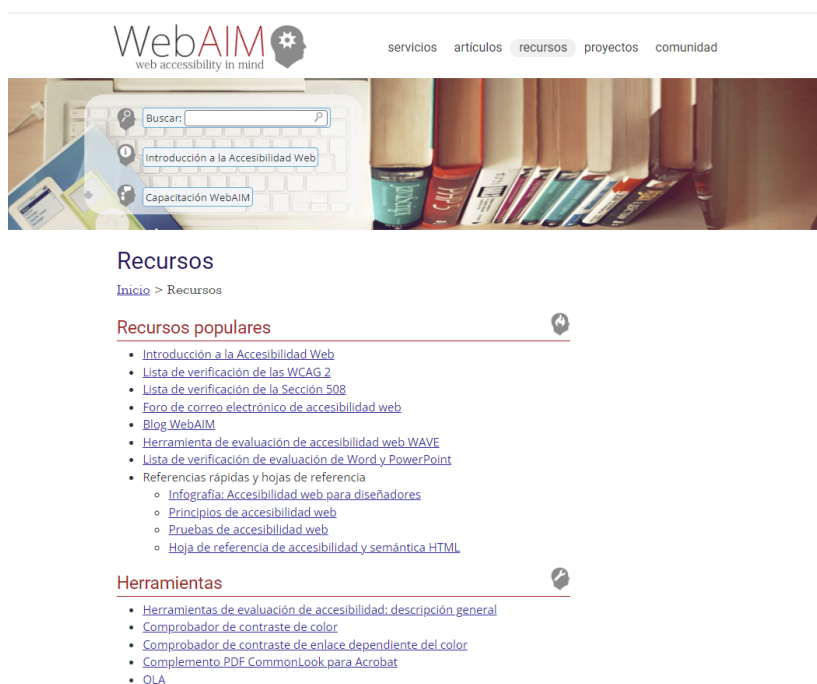 WebAIM
web accessibility in mind
servicios artículos recursos proyectos comunidad
Buscar:
Introducción a la Accesibilidad Web
Capacitación WebAIM
Recursos
Inicio > Recursos
Recursos populares
Introducción a la Accesibilidad Web
Lista de verificación de las WCAG 2
Lista de verificación de la Sección 508
Foro de correo electrónico de accesibilidad web
Blog WebAIM
Herramienta de evaluación de accesibilidad web WAVE
Lista de verificación de evaluación de Word y PowerPoint
Referencias rápidas y hojas de referencia
Infografía: Accesibilidad web para diseñadores
Principios de accesibilidad web
Pruebas de accesibilidad web
Hoja de referencia de accesibilidad y semántica HTML
Herramientas
Herramientas de evaluación de accesibilidad: descripción general
Comprobador de contraste de color
Comprobador de contraste de enlace dependiente del color
Complemento PDF CommonLook para Acrobat
OLA